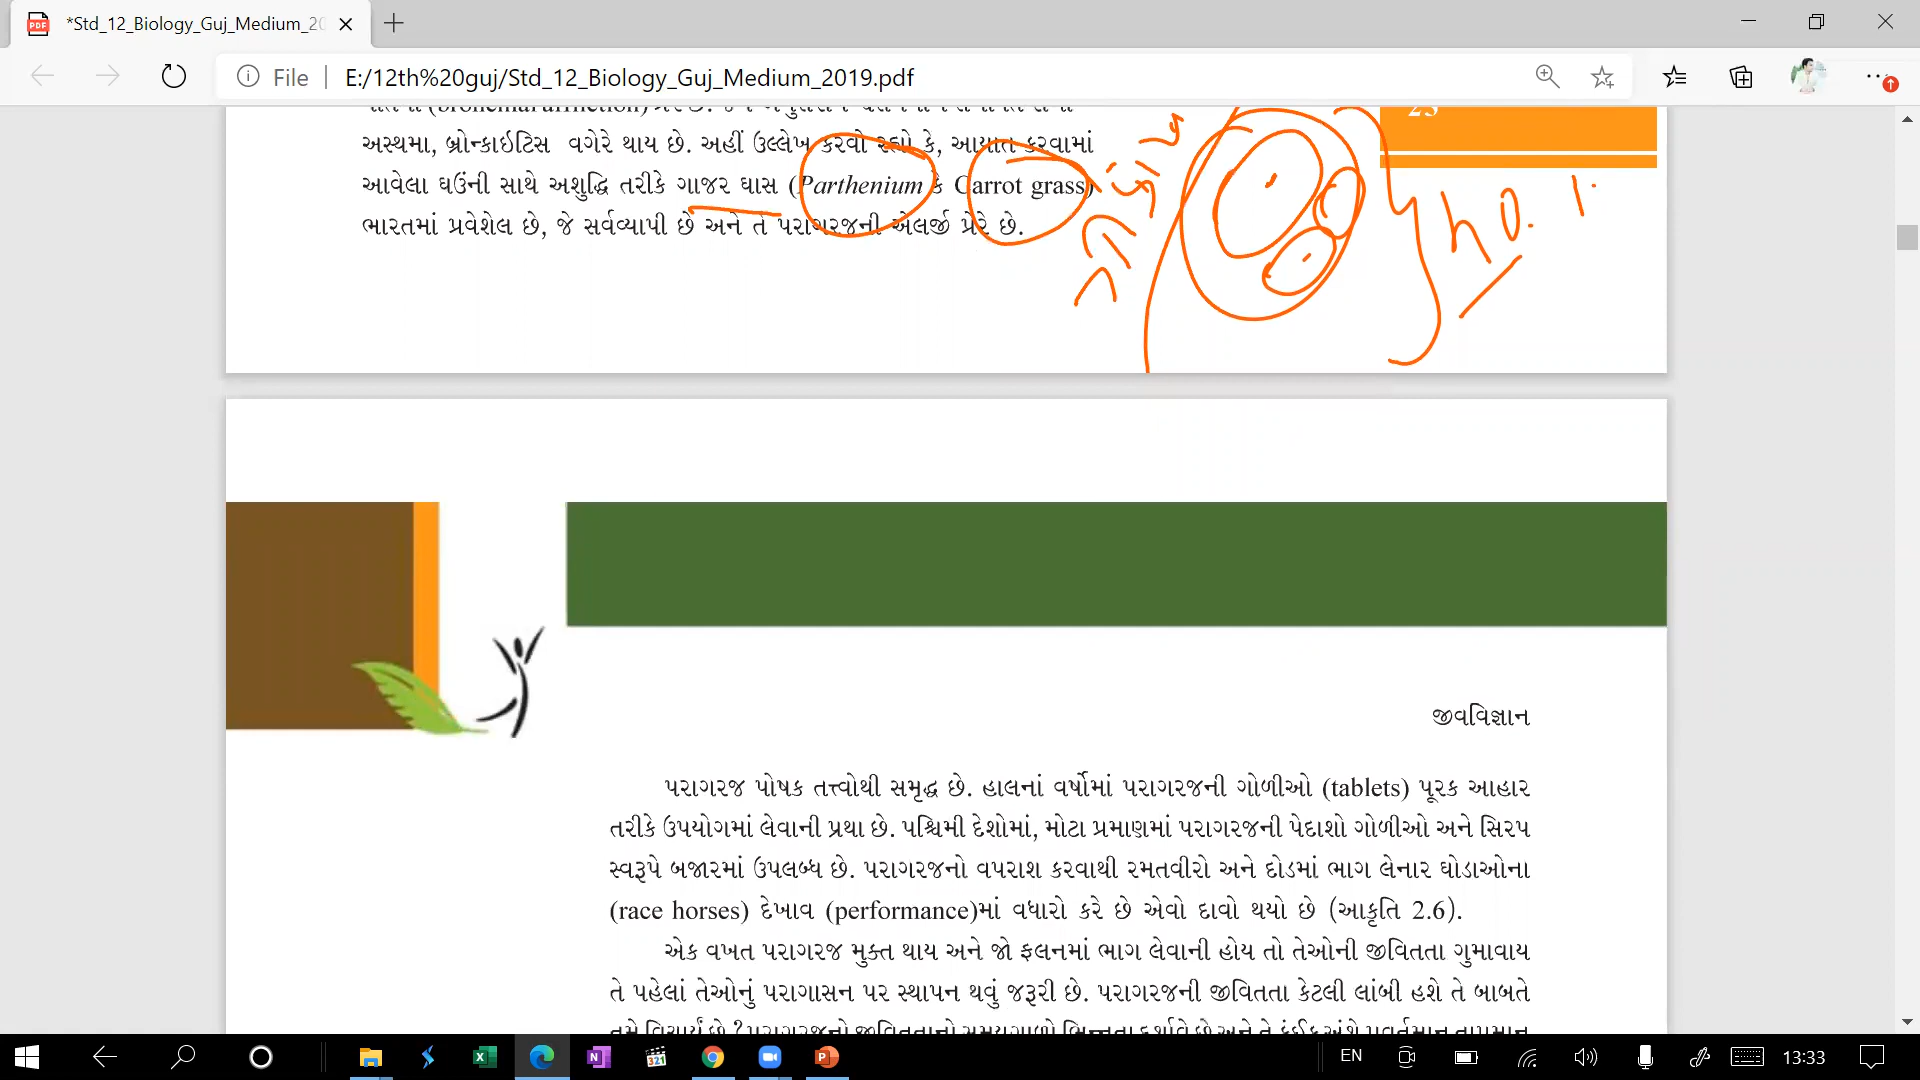 *Std_12_Biology_Guj_Medium_20
File
E:/12th%20guj/Std_12_Biology_Guj_Medium_2019.pdf
અસ્થમા, બ્રોન્કાઇટિસ વગેરે થાય છે. અહીં ઉલ્લેખ કરવો રહ્યો કે, આયાત કરવામાં
આવેલા ઘઉંની સાથે અશુદ્ધિ તરીકે ગાજર ઘાસ (Parthenium કે Carrot grass)
ભારતમાં પ્રવેશેલ છે, જે સર્વવ્યાપી છે અને તે પરાગરજની એલર્જી પ્રેરે છે.
જીવવિજ્ઞાન
પરાગરજ પોષક તત્ત્વોથી સમૃદ્ધ છે. હાલનાં વર્ષોમાં પરાગરજની ગોળીઓ (tablets) પૂરક આહાર
તરીકે ઉપયોગમાં લેવાની પ્રથા છે. પશ્ચિમી દેશોમાં, મોટા પ્રમાણમાં પરાગરજની પેદાશો ગોળીઓ અને સિરપ
સ્વરૂપે બજારમાં ઉપલબ્ધ છે. પરાગરજનો વપરાશ કરવાથી રમતવીરો અને દોડમાં ભાગ લેનાર ઘોડાઓના
(race horses) દેખાવ (performance)માં વધારો કરે છે એવો દાવો થયો છે (આકૃતિ 2.6).
એક વખત પરાગરજ મુક્ત થાય અને જો ફલનમાં ભાગ લેવાની હોય તો તેઓની જીવિતતા ગુમાવાય
તે પહેલાં તેઓનું પરાગાસન પર સ્થાપન થવું જરૂરી છે. પરાગરજની જીવિતતા કેટલી લાંબી હશે તે બાબતે
EN
13:33